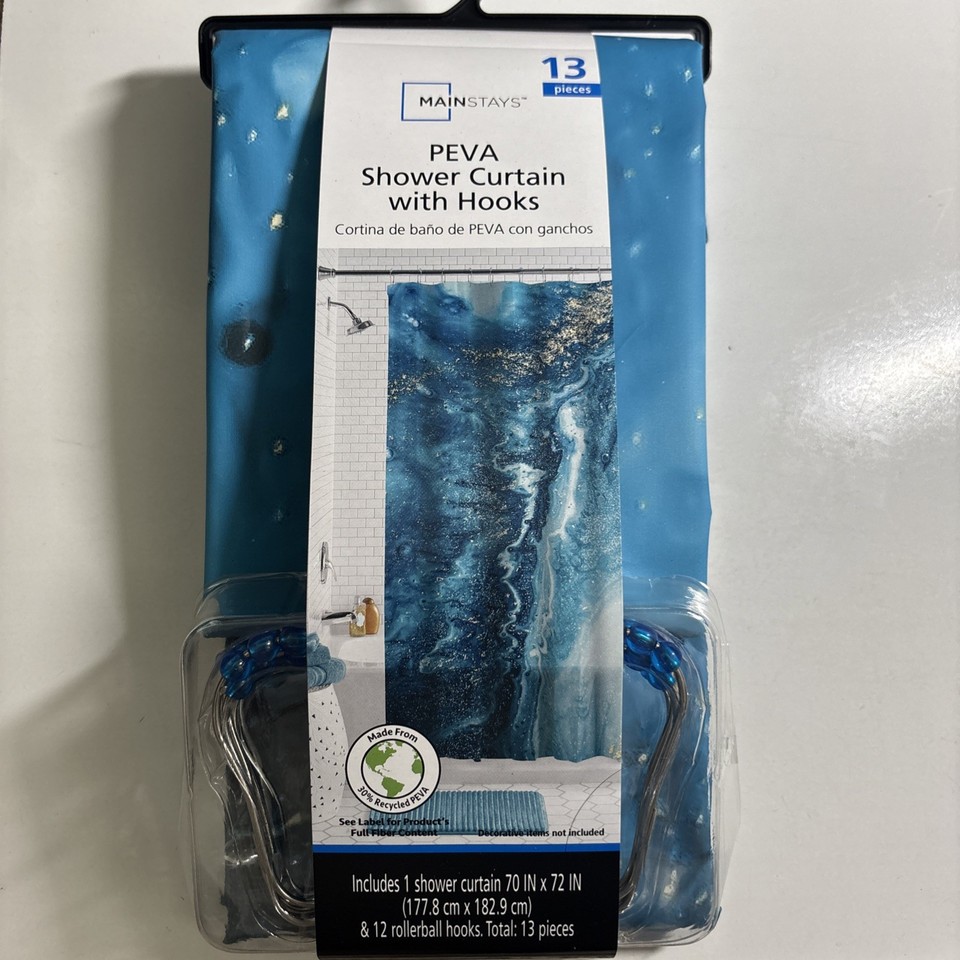 13
pieces
MAINSTAYS™
PEVA
Shower Curtain
with Hooks
Cortina de baño de PEVA con ganchos
Made From
30% Recycled PEVA
See Label for Product's
Full Fiber Content
Decorative items not included
Includes 1 shower curtain 70 IN x 72 IN
(177.8 cm x 182.9 cm)
& 12 rollerball hooks. Total: 13 pieces